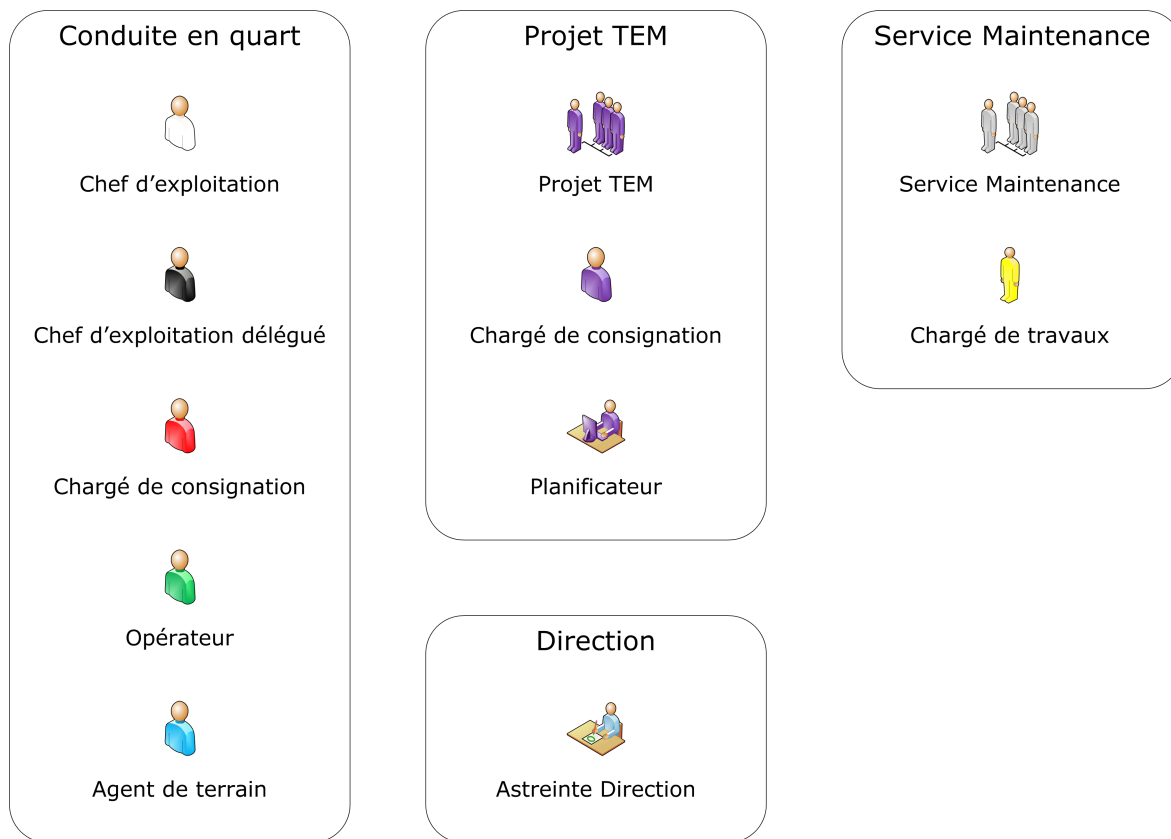 Conduite en quart
Chef d’exploitation
Chef d’exploitation délégué
Chargé de consignation
Opérateur
Agent de terrain
Projet TEM
Projet TEM
Chargé de consignation
Planificateur
Direction
Astreinte Direction
Service Maintenance
Service Maintenance
Chargé de travaux